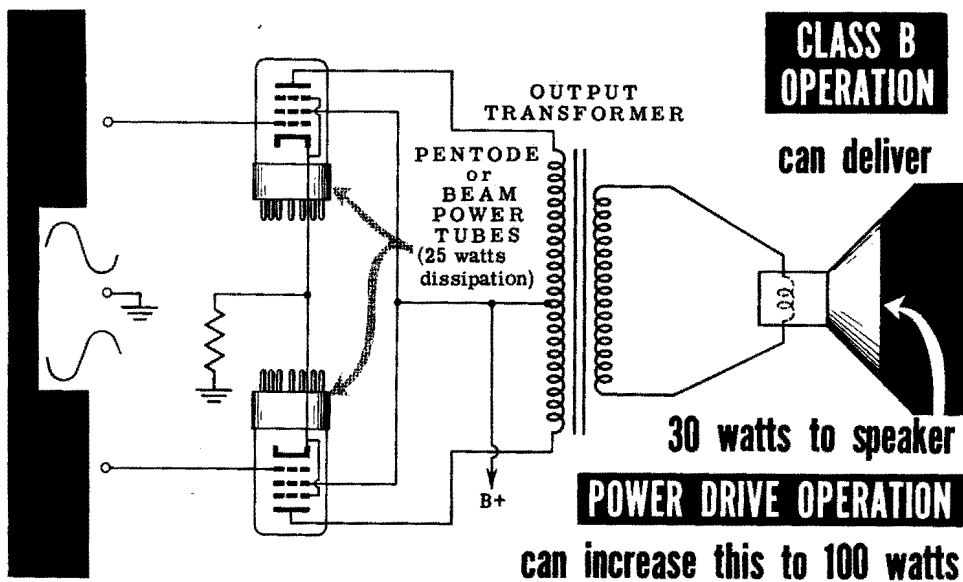 CLASS B
OPERATION
can deliver
OUTPUT
TRANSFORMER
PENTODE
or
BEAM
POWER
TUBES
(25 watts
dissipation)
B+
30 watts to speaker
POWER DRIVE OPERATION
can increase this to 100 watts